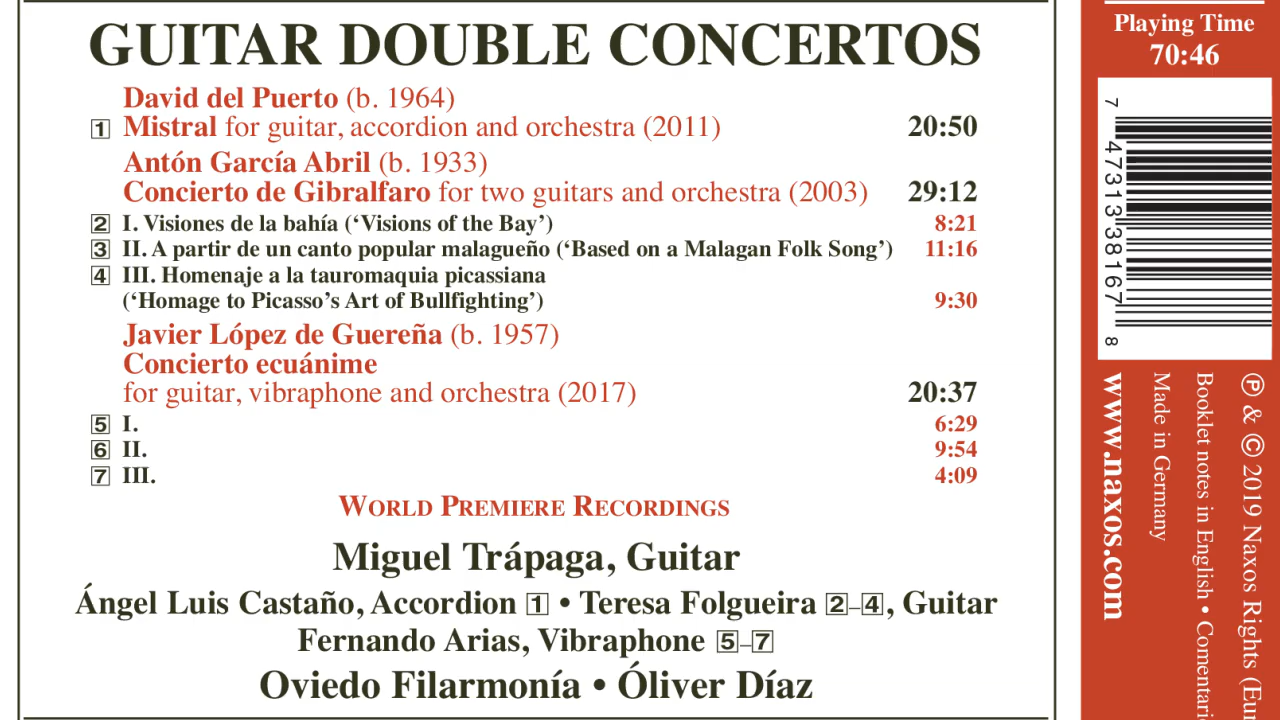 GUITAR DOUBLE CONCERTOS
David del Puerto (b. 1964)
1 Mistral for guitar, accordion and orchestra (2011) 20:50
Antón García Abril (b. 1933)
Concierto de Gibralfaro for two guitars and orchestra (2003) 29:12
2 I. Visiones de la bahía (‘Visions of the Bay’) 8:21
3 II. A partir de un canto popular malagueño (‘Based on a Malagan Folk Song’) 11:16
4 III. Homenaje a la tauromaquia picassiana
(‘Homage to Picasso’s Art of Bullfighting’) 9:30
Javier López de Guereña (b. 1957)
Concierto ecuánime
for guitar, vibraphone and orchestra (2017) 20:37
5 I. 6:29
6 II. 9:54
7 III. 4:09
WORLD PREMIERE RECORDINGS
Miguel Trápaga, Guitar
Ángel Luis Castaño, Accordion 1 • Teresa Folgueira 2–4, Guitar
Fernando Arias, Vibraphone 5–7
Oviedo Filarmonía • Óliver Díaz
Playing Time
70:46
7 47313 38167 8
℗ & © 2019 Naxos Rights (Eur
Booklet notes in English • Comentari
Made in Germany
www.naxos.com